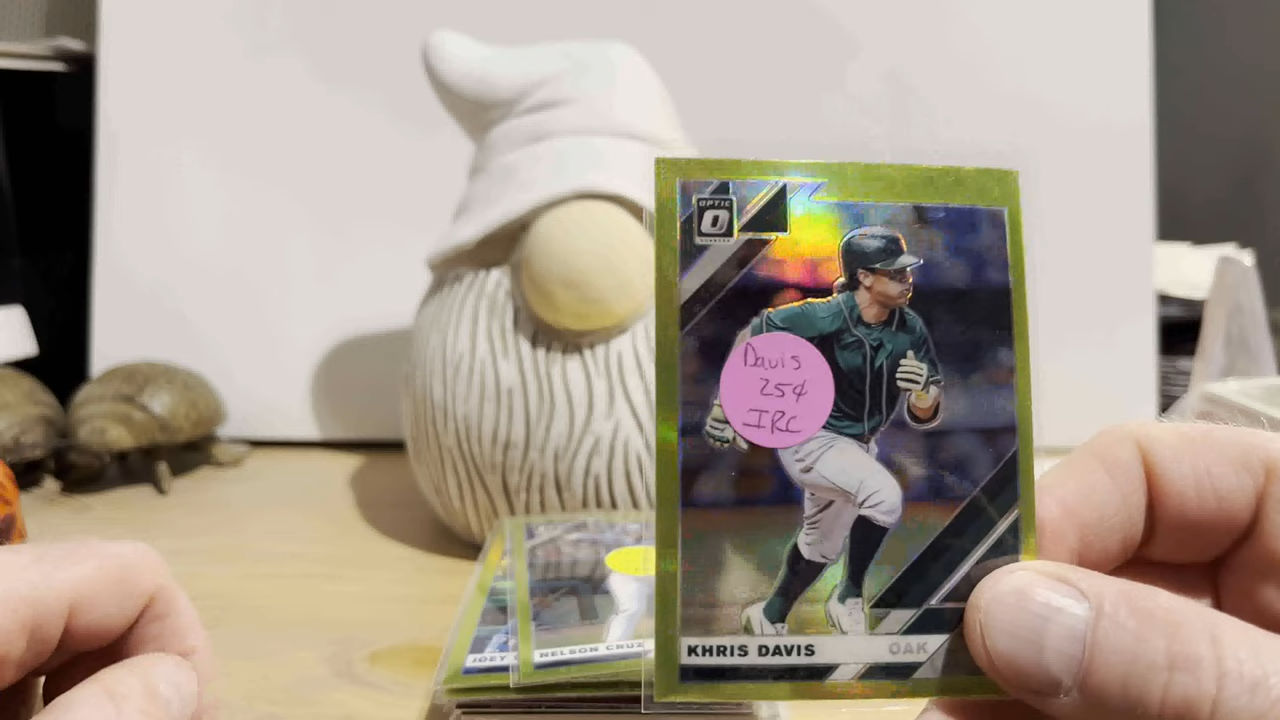 OPTIC
O
DONRUSS
Davis
25¢
IRC
KHRIS DAVIS
OAK
JOEY
NELSON CRUZ